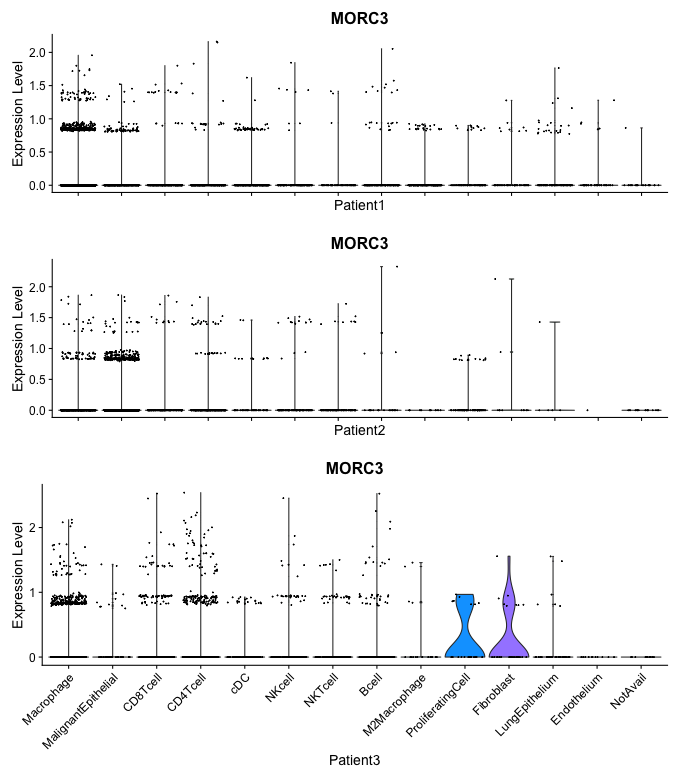 MORC3
Expression Level
2.0
1.5
1.0
0.5
0.0
Patient1
MORC3
Expression Level
2.0
1.5
1.0
0.5
0.0
Patient2
MORC3
Expression Level
2
1
0
Macrophage
MalignantEpithelial
CD8Tcell
CD4Tcell
cDC
NKcell
NKTcell
Bcell
M2Macrophage
ProliferatingCell
Fibroblast
LungEpithelium
Endothelium
NotAvail
Patient3